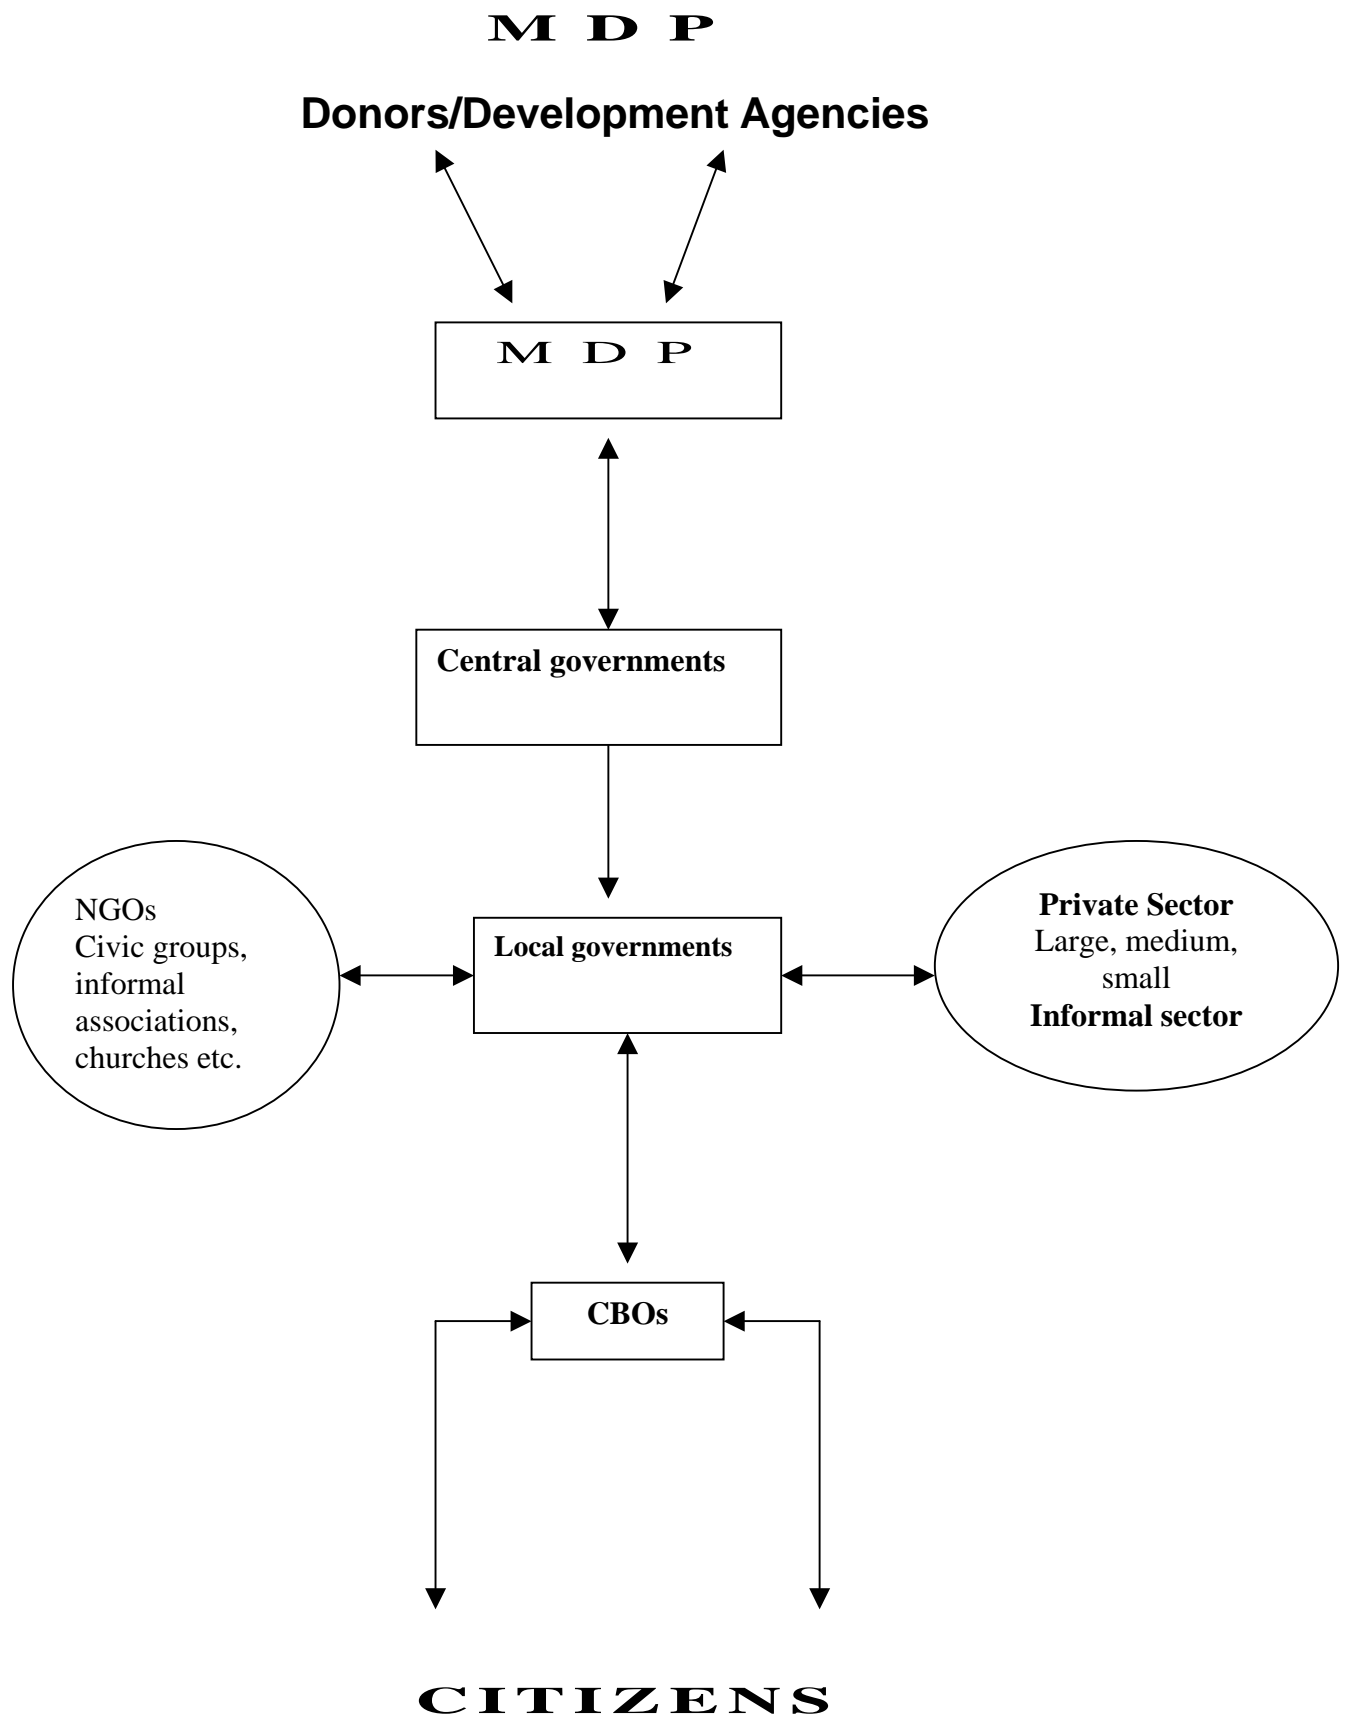 M D P
Donors/Development Agencies
M D P
Central governments
NGOs
Civic groups,
informal
associations,
churches etc.
Local governments
Private Sector
Large, medium,
small
Informal sector
CBOs
CITIZENS